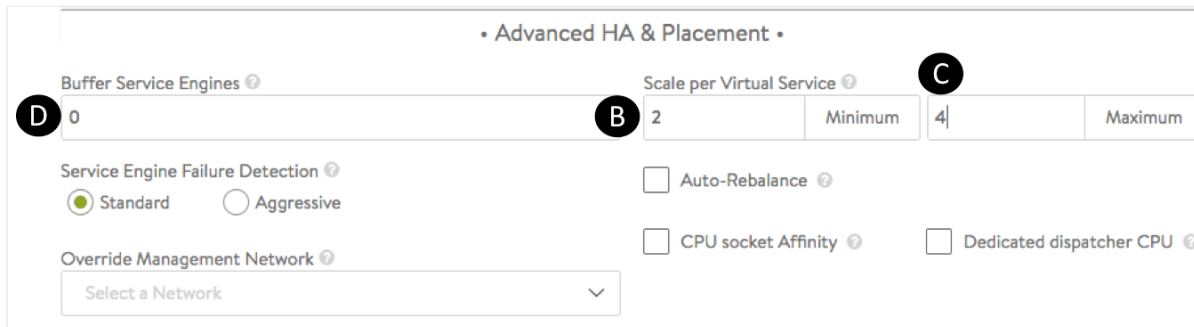 • Advanced HA & Placement •
C
Buffer Service Engines ? Scale per Virtual Service ?
D 0 B 2 Minimum 4 Maximum
Service Engine Failure Detection ? Auto-Rebalance ?
Standard Aggressive
CPU socket Affinity ? Dedicated dispatcher CPU ?
Override Management Network ?
Select a Network